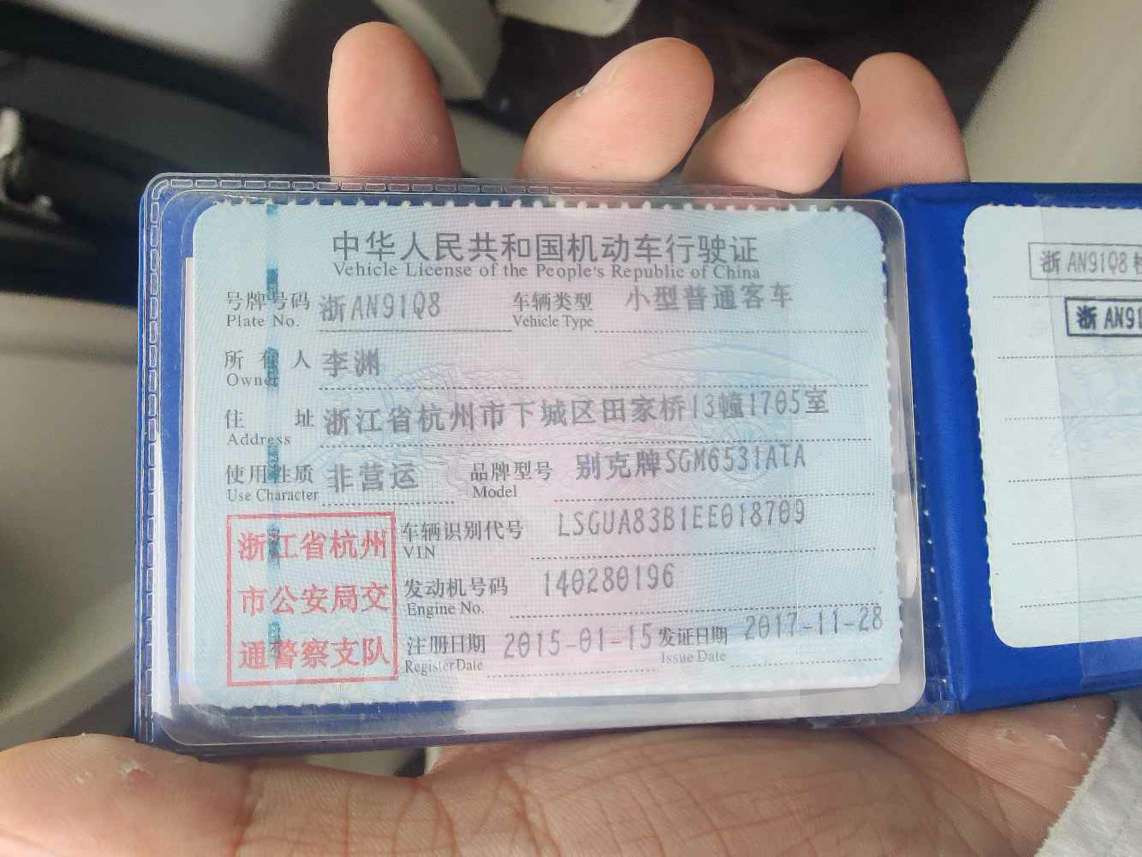 中华人民共和国机动车行驶证
Vehicle License of the People's Republic of China
号牌号码 浙AN91Q8 车辆类型 小型普通客车
Plate No. Vehicle Type
所有人 李渊
Owner
住址 浙江省杭州市下城区田家桥13幢1705室
Address
使用性质 非营运 品牌型号 别克牌SGM6531ATA
Use Character Model
浙江省杭州
市公安局交
通警察支队
车辆识别代号 LSGUA83B1EE018709
VIN
发动机号码 140280196
Engine No.
注册日期 2015-01-15 发证日期 2017-11-28
Register Date Issue Date
浙AN91Q8
浙AN91